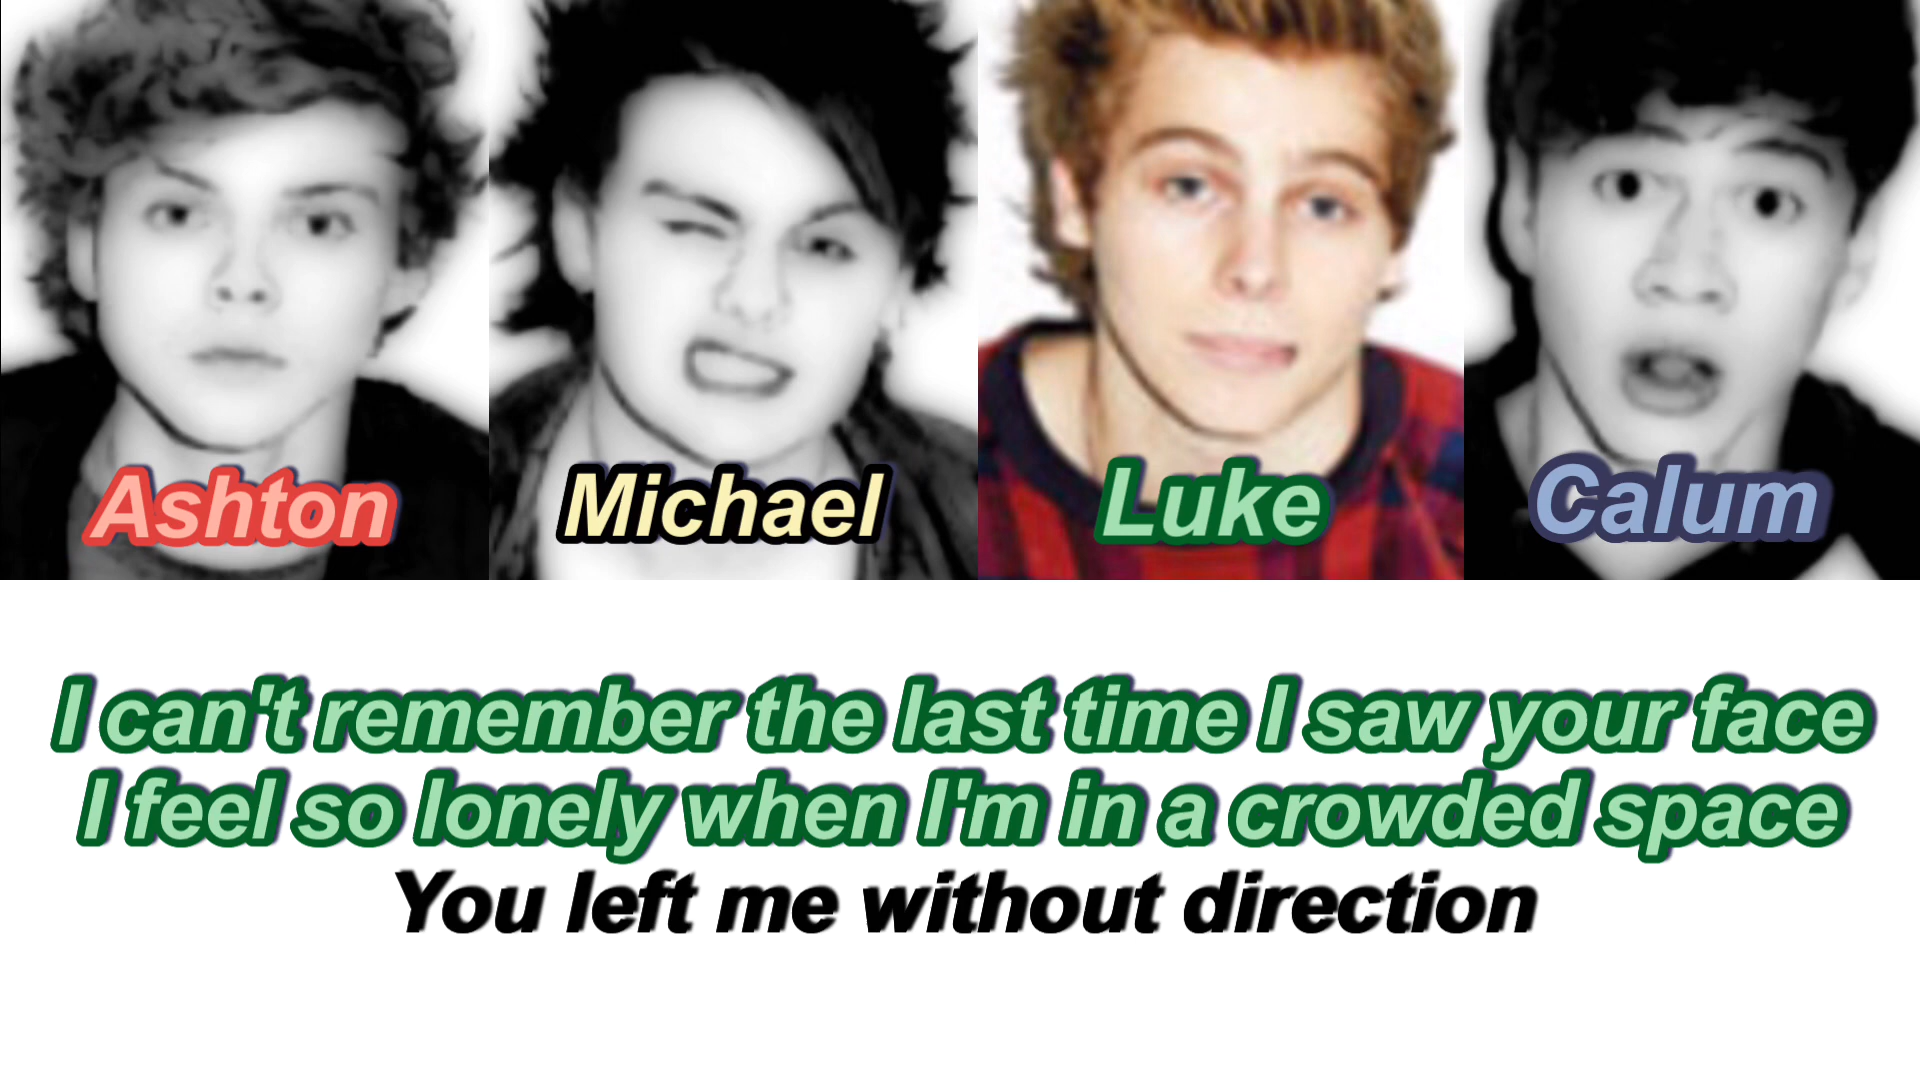 Ashton Michael Luke Calum
I can't remember the last time I saw your face
I feel so lonely when I'm in a crowded space
You left me without direction